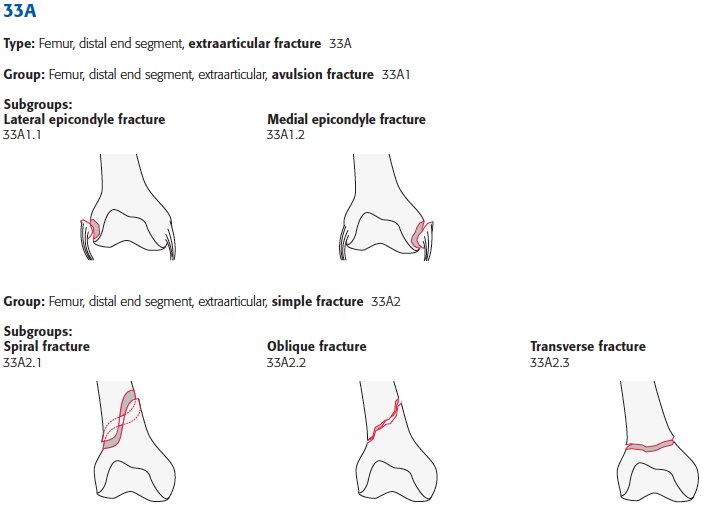 33A
Type: Femur, distal end segment, extraarticular fracture 33A
Group: Femur, distal end segment, extraarticular, avulsion fracture 33A1
Subgroups:
Lateral epicondyle fracture
33A1.1
Medial epicondyle fracture
33A1.2
Group: Femur, distal end segment, extraarticular, simple fracture 33A2
Subgroups:
Spiral fracture
33A2.1
Oblique fracture
33A2.2
Transverse fracture
33A2.3